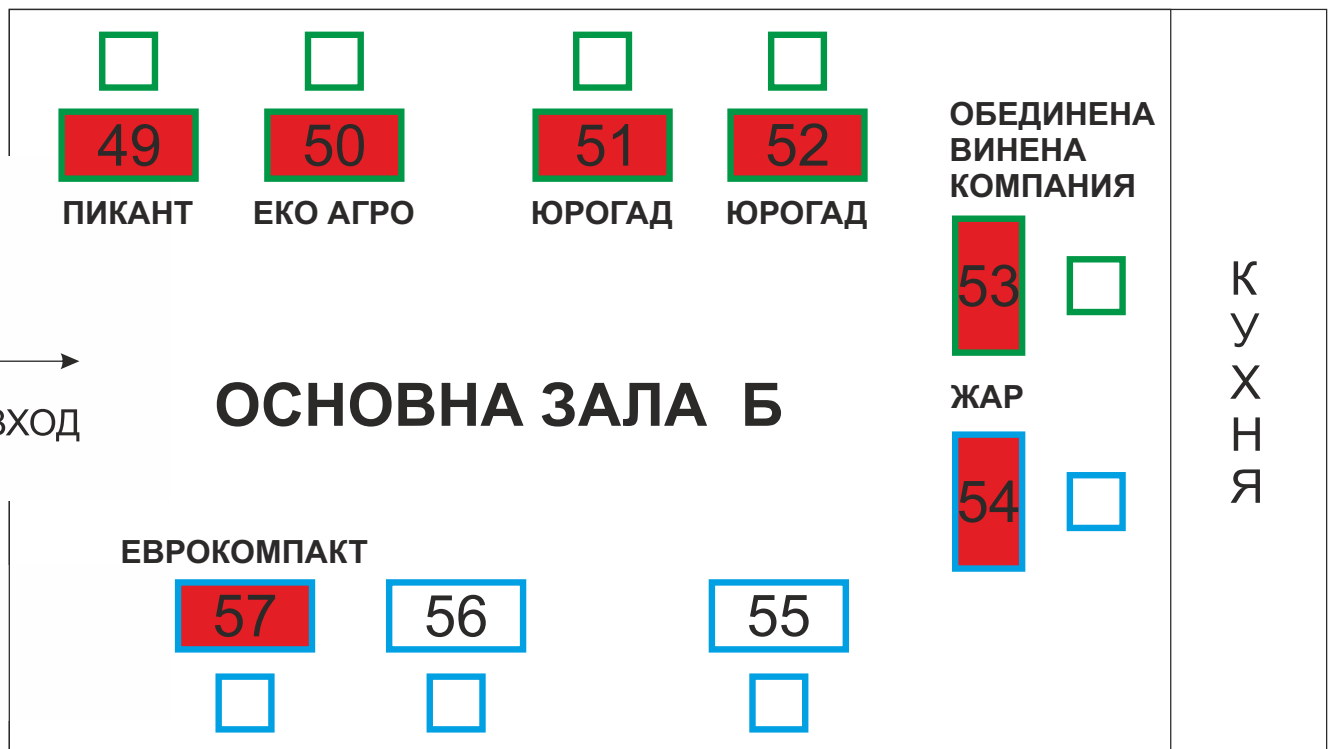 49
50
51
52
ПИКАНТ
ЕКО АГРО
ЮРОГАД
ЮРОГАД
ОБЕДИНЕНА
ВИНЕНА
КОМПАНИЯ
53
ВХОД
ОСНОВНА ЗАЛА Б
ЖАР
54
К
У
Х
Н
Я
ЕВРОКОМПАКТ
57
56
55